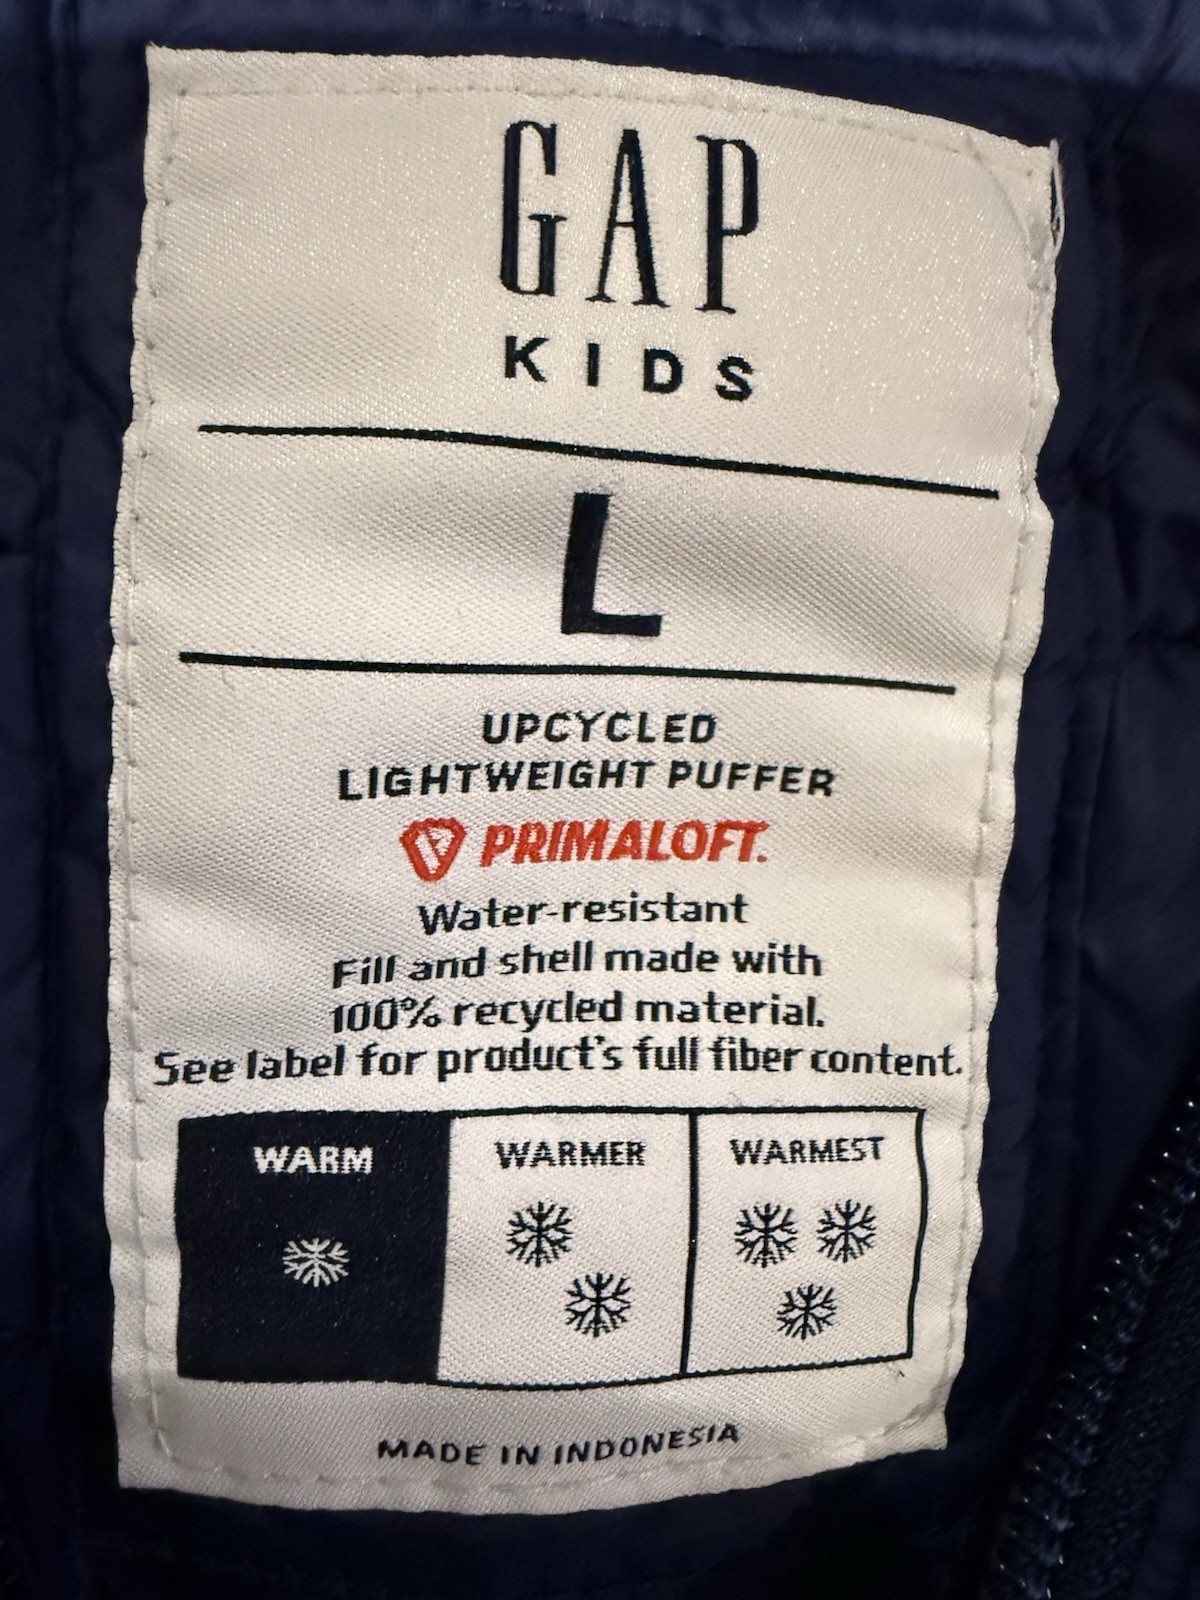 GAP
KIDS
L
UPCYCLED
LIGHTWEIGHT PUFFER
PRIMALOFT.
Water-resistant
Fill and shell made with
100% recycled material.
See label for product's full fiber content.
WARM WARMER WARMEST
MADE IN INDONESIA